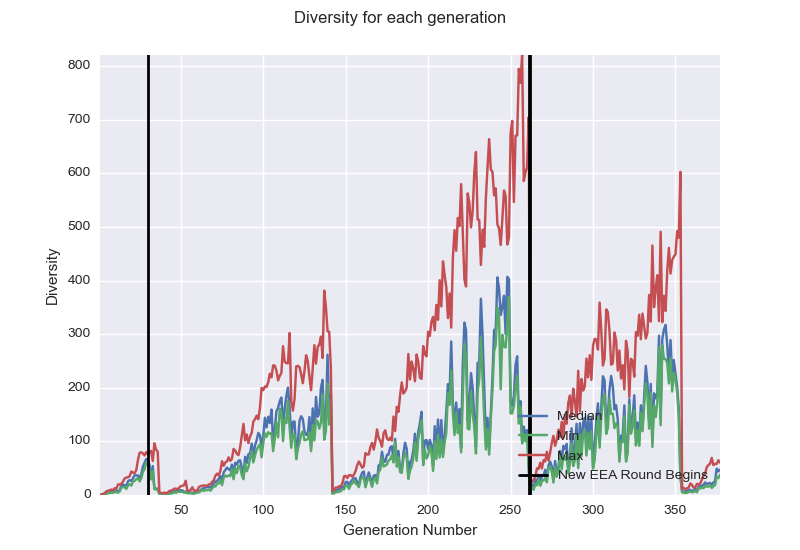 Diversity for each generation
800
700
600
500
400
300
200
100
0
Diversity
50
100
150
200
250
300
350
Generation Number
Median
Min
Max
New EEA Round Begins